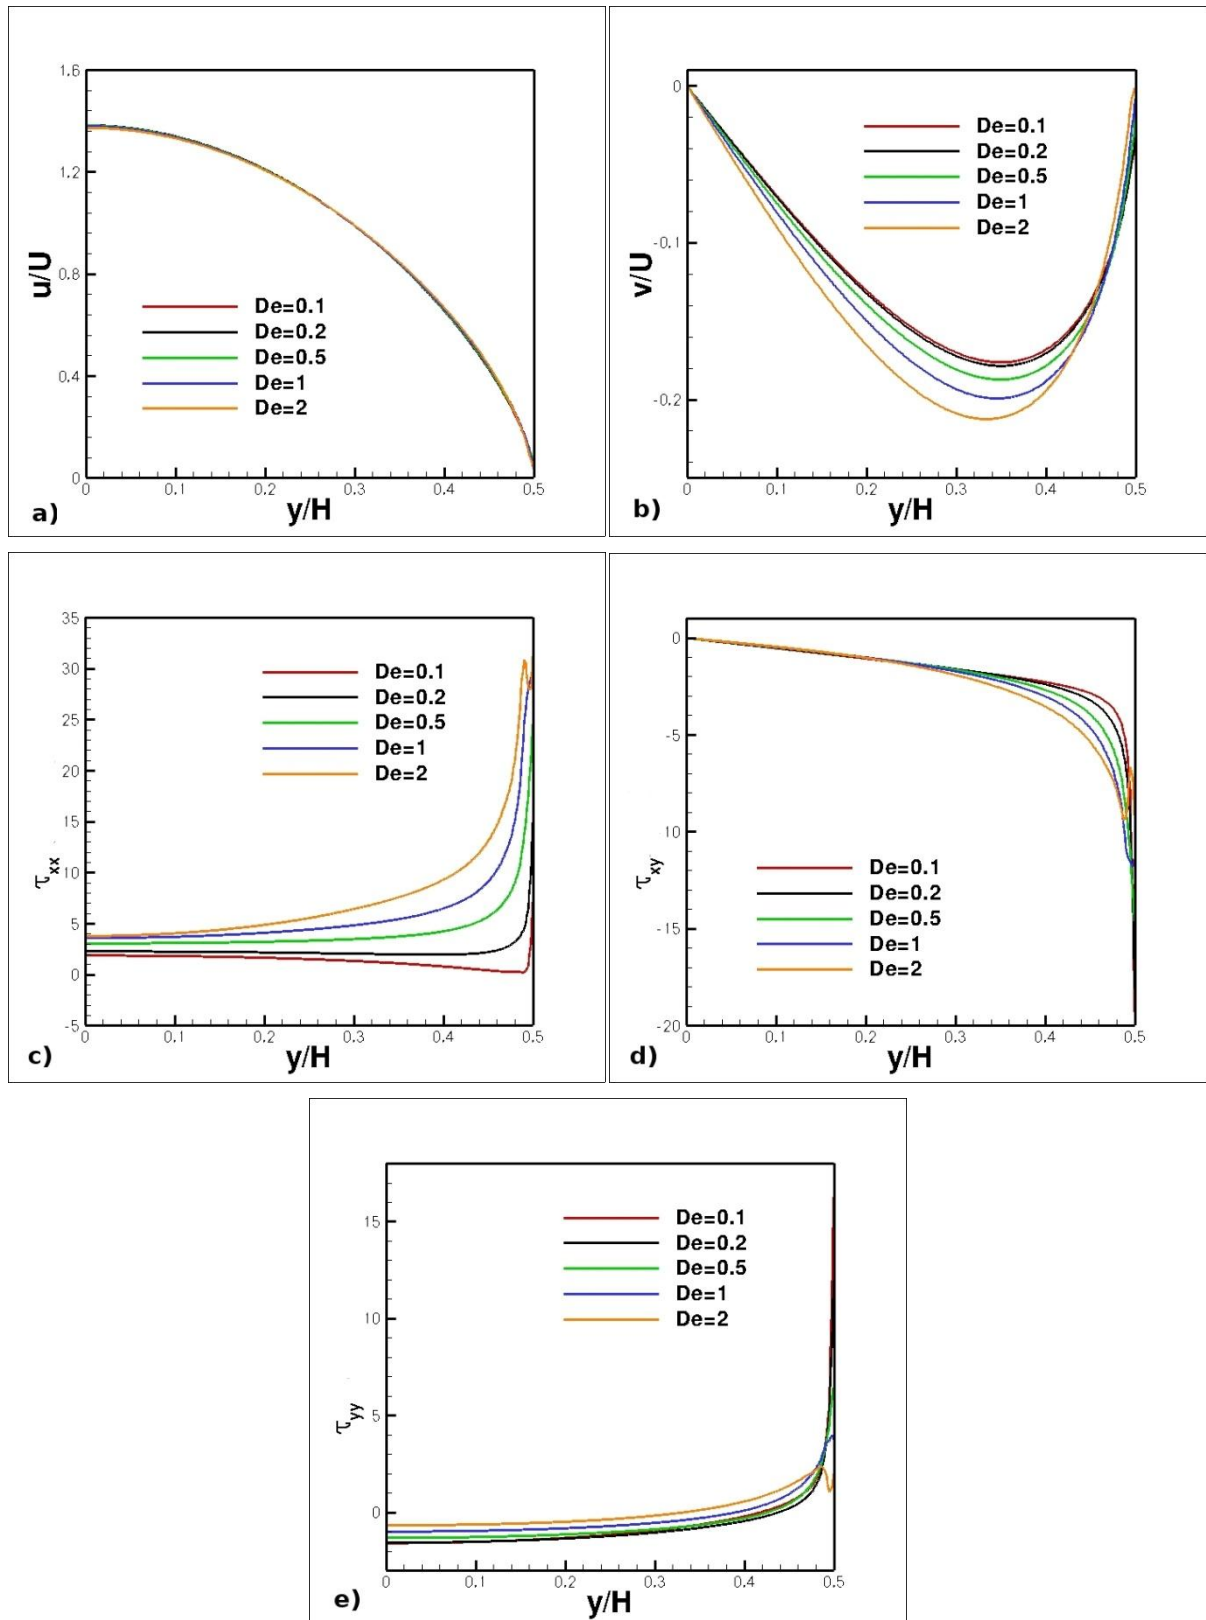 1.6
1.2
0.8
0.4
0
u/U
De=0.1
De=0.2
De=0.5
De=1
De=2
0 0.1 0.2 0.3 0.4 0.5
y/H
a)
0
-0.1
-0.2
v/U
De=0.1
De=0.2
De=0.5
De=1
De=2
0 0.1 0.2 0.3 0.4 0.5
y/H
b)
35
30
25
20
15
10
5
0
-5
τxx
De=0.1
De=0.2
De=0.5
De=1
De=2
0 0.1 0.2 0.3 0.4 0.5
y/H
c)
0
-5
-10
-15
-20
τxy
De=0.1
De=0.2
De=0.5
De=1
De=2
0 0.1 0.2 0.3 0.4 0.5
y/H
d)
15
10
5
0
τyy
De=0.1
De=0.2
De=0.5
De=1
De=2
0 0.1 0.2 0.3 0.4 0.5
y/H
e)